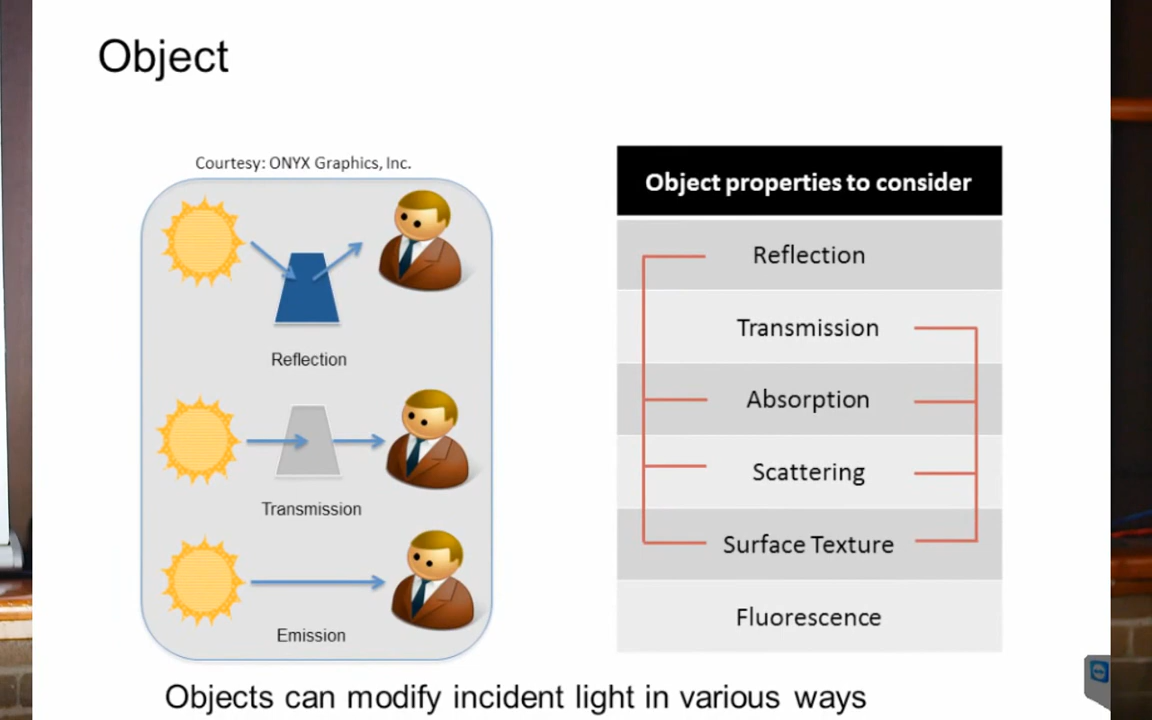 Object
Courtesy: ONYX Graphics, Inc.
Reflection
Transmission
Emission
Object properties to consider
Reflection
Transmission
Absorption
Scattering
Surface Texture
Fluorescence
Objects can modify incident light in various ways